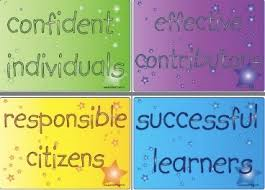 confident
individuals
effective
contributors
responsible
citizens
successful
learners